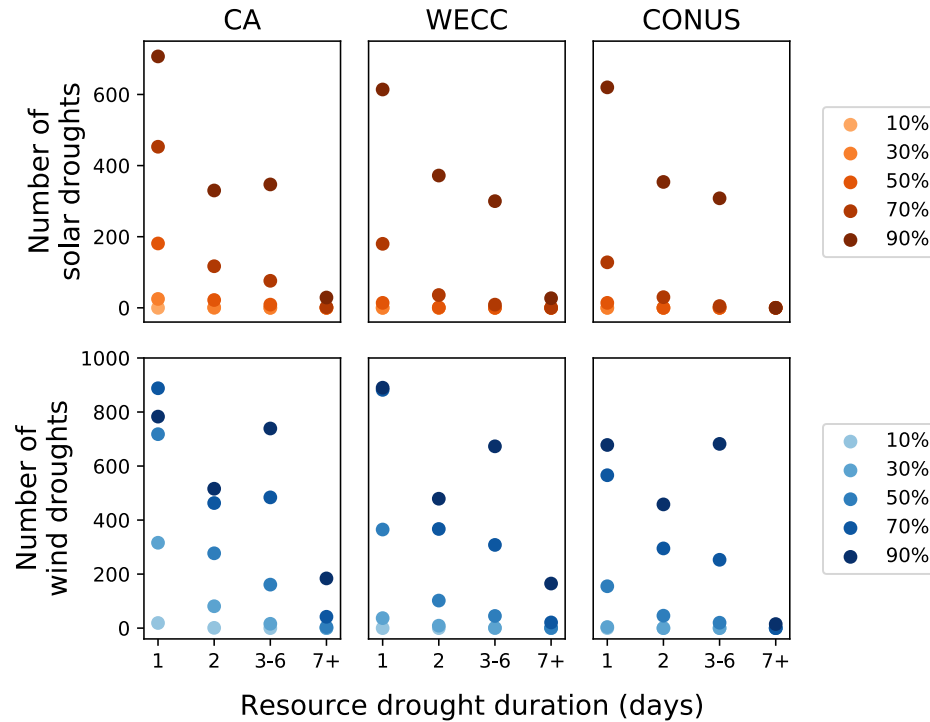 CA WECC CONUS
Number of
solar droughts
600
400
200
0
10%
30%
50%
70%
90%
Number of
wind droughts
1000
800
600
400
200
0
10%
30%
50%
70%
90%
1 2 3-6 7+ 1 2 3-6 7+ 1 2 3-6 7+
Resource drought duration (days)